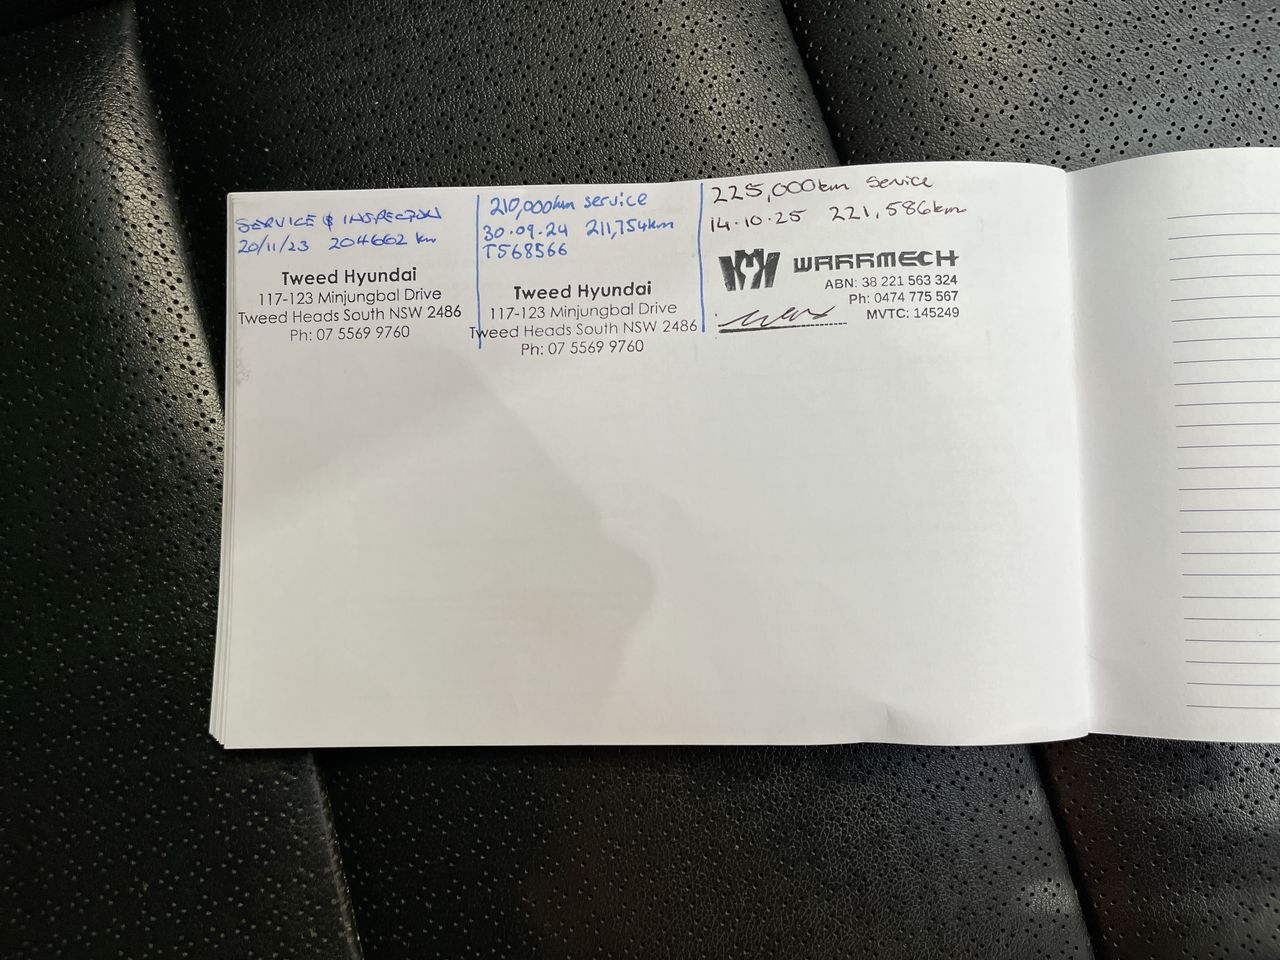 SERVICE & INSPECTION
20/11/23 204662 km
Tweed Hyundai
117-123 Minjungbal Drive
Tweed Heads South NSW 2486
Ph: 07 5569 9760
210,000km service
30.09.24 211,754km
T568566
Tweed Hyundai
117-123 Minjungbal Drive
Tweed Heads South NSW 2486
Ph: 07 5569 9760
225,000km Service
14.10.25 221,586km
WARRMECH
ABN: 38 221 563 324
Ph: 0474 775 567
MVTC: 145249